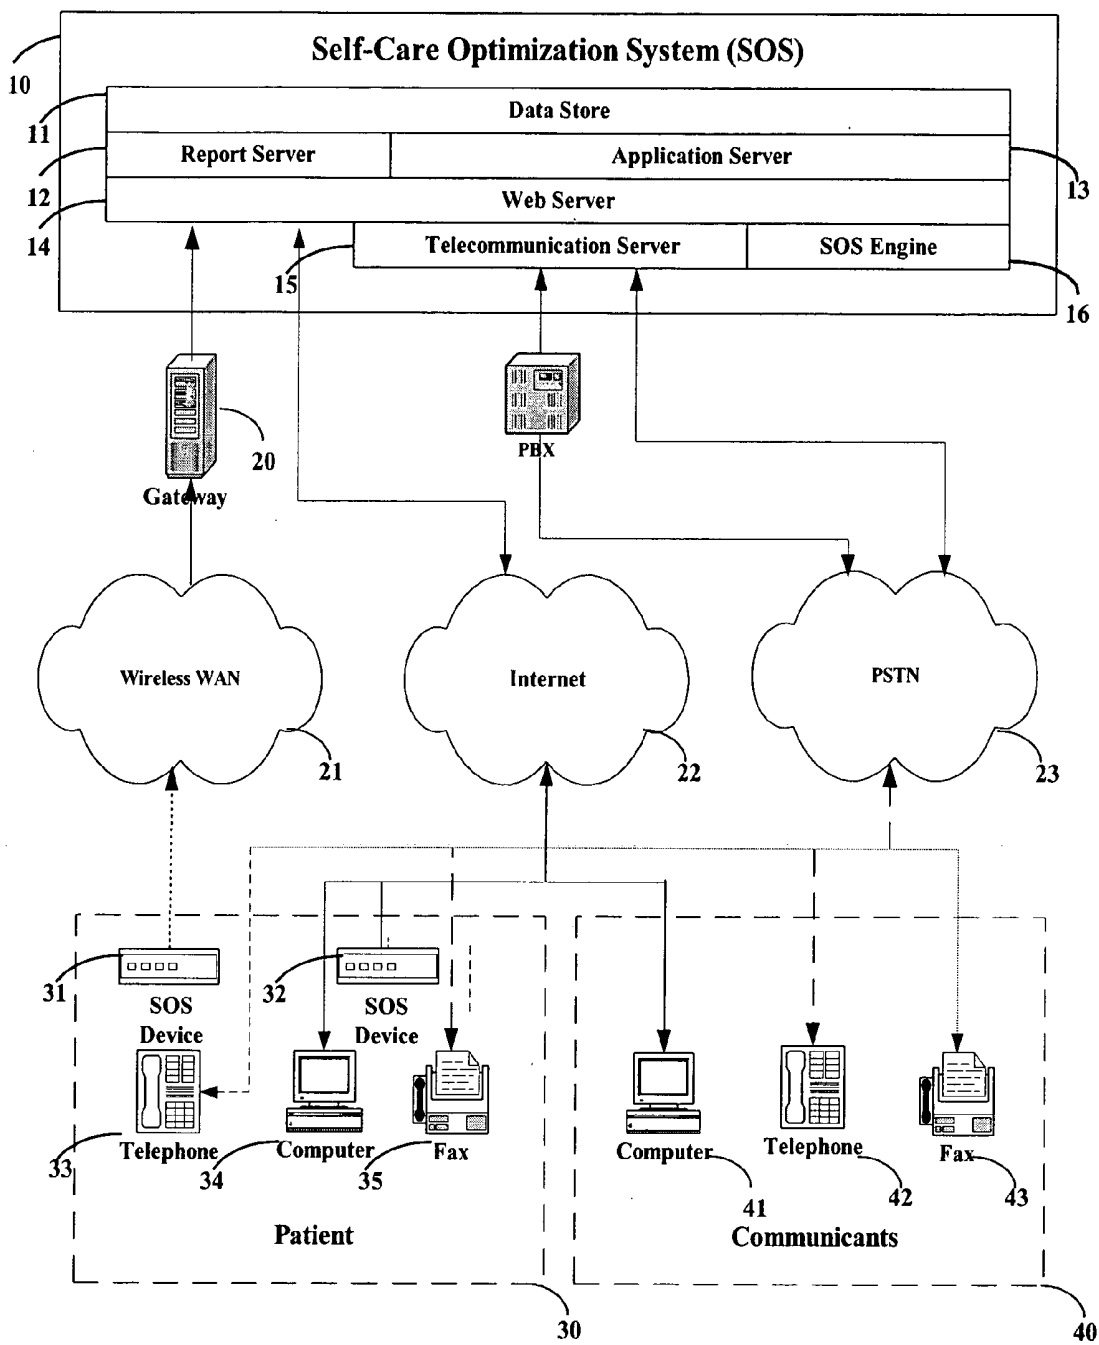 Self-Care Optimization System (SOS)
10
Data Store
11
Report Server
Application Server
12
13
Web Server
14
Telecommunication Server
SOS Engine
15
16
20
PBX
Gateway
Wireless WAN
Internet
PSTN
21
22
23
31
32
SOS
Device
SOS
Device
Telephone
Computer
Fax
Computer
Telephone
Fax
33
34
35
41
42
43
Patient
Communicants
30
40